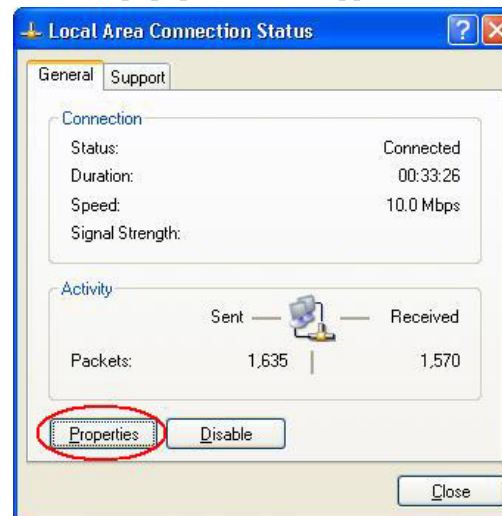 Local Area Connection Status ?
General Support
Connection
Status: Connected
Duration: 00:33:26
Speed: 10.0 Mbps
Signal Strength:
Activity
Sent Received
Packets: 1,635 1,570
Properties Disable
Close